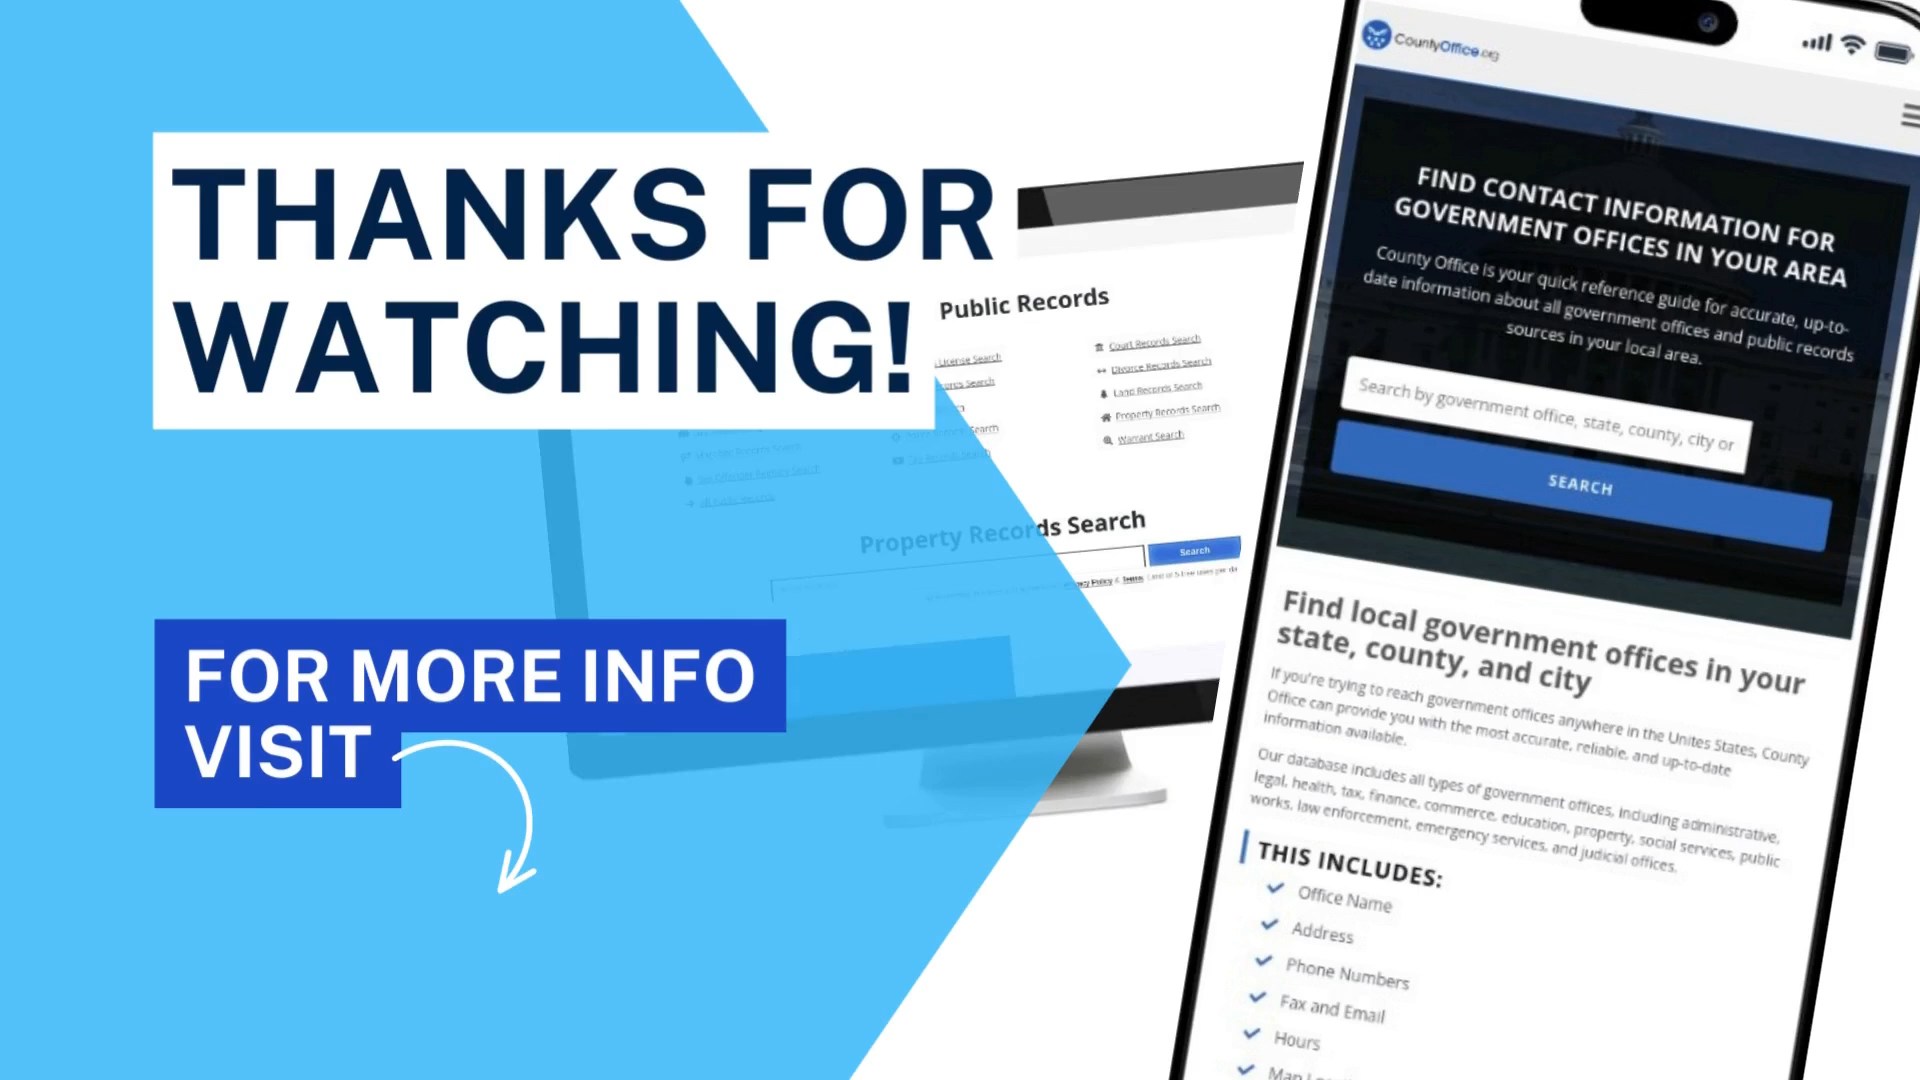 THANKS FOR
WATCHING!
FOR MORE INFO
VISIT
Public Records
License Search
Search
Search
Search
Court Records Search
Divorce Records Search
Land Records Search
Property Records Search
Warrant Search
Property Records Search
Search
Policy & Terms
CountyOffice.org
FIND CONTACT INFORMATION FOR
GOVERNMENT OFFICES IN YOUR AREA
County Office is your quick reference guide for accurate, up-to-
date information about all government offices and public records
sources in your local area.
Search by government office, state, county, city or
SEARCH
Find local government offices in your
state, county, and city
If you're trying to reach government offices anywhere in the Unites States, County
Office can provide you with the most accurate, reliable, and up-to-date
information available.
Our database includes all types of government offices, including administrative,
legal, health, tax, finance, commerce, education, property, social services, public
works, law enforcement, emergency services, and judicial offices.
THIS INCLUDES:
Office Name
Address
Phone Numbers
Fax and Email
Hours